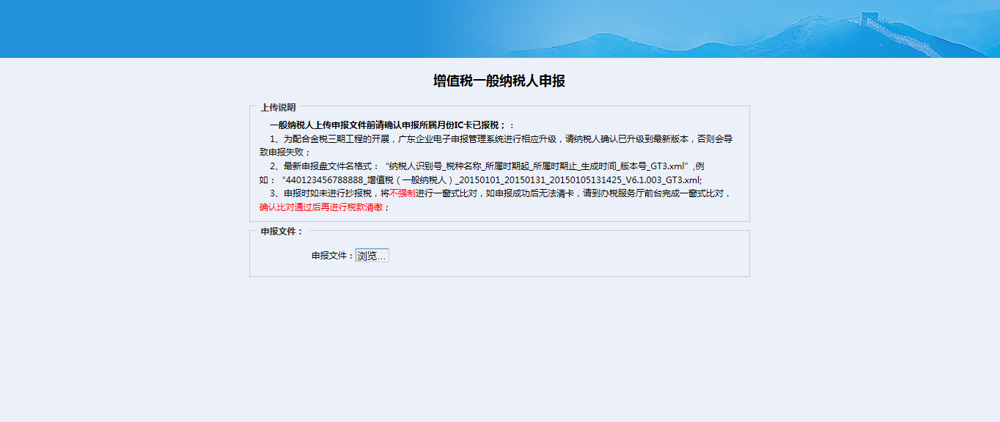 增值税一般纳税人申报
上传说明
一般纳税人上传申报文件前请确认申报所属月份IC卡已报税；：
1、为配合金税三期工程的开展，广东企业电子申报管理系统进行相应升级，请纳税人确认已升级到最新版本，否则会导
致申报失败；
2、最新申报盘文件名格式：“纳税人识别号_税种名称_所属时期起_所属时期止_生成时间_版本号_GT3.xml”,例
如：“440123456788888_增值税（一般纳税人）_20150101_20150131_20150105131425_V6.1.003_GT3.xml;
3、申报时如未进行抄报税，将不强制进行一窗式比对，如申报成功后无法清卡，请到办税服务厅前台完成一窗式比对，
确认比对通过后再进行税款清缴；
申报文件：
申报文件：浏览...